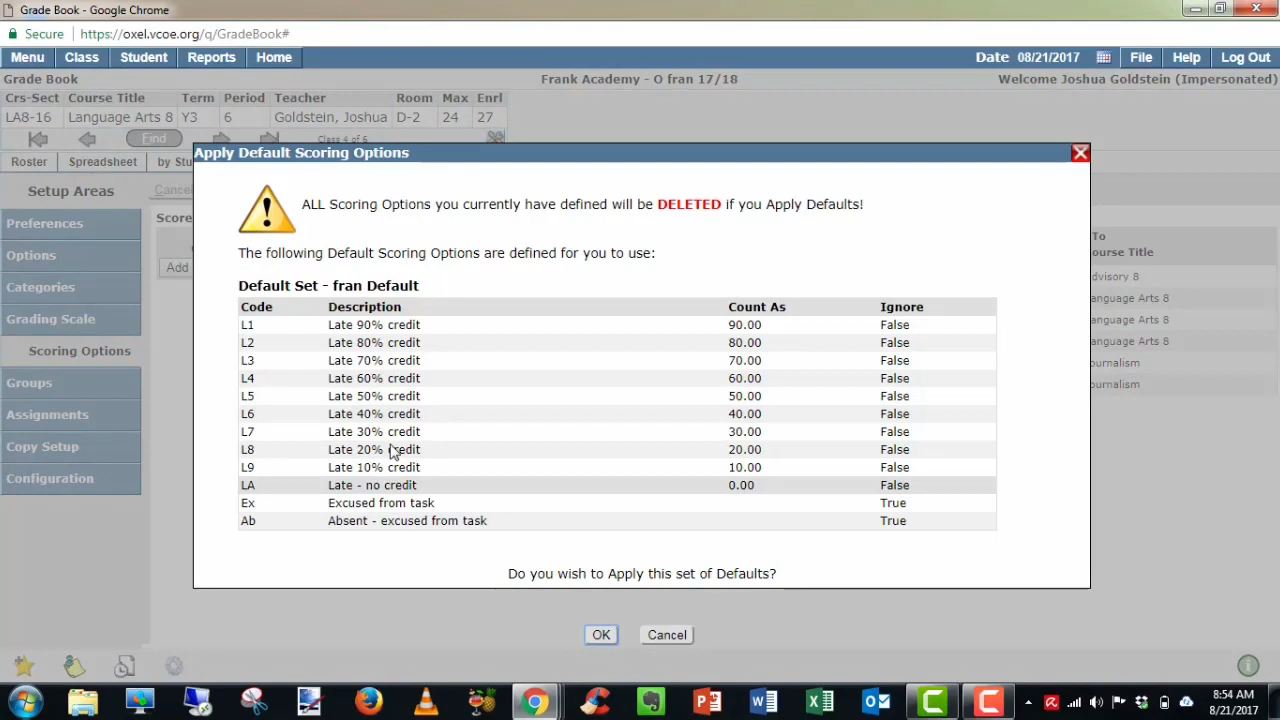 Grade Book - Google Chrome
Secure https://oxel.vcoe.org/q/GradeBook#
Menu Class Student Reports Home Date 08/21/2017 File Help Log Out
Grade Book Frank Academy - O fran 17/18 Welcome Joshua Goldstein (Impersonated)
Crs-Sect Course Title Term Period Teacher Room Max Enrl
LA8-16 Language Arts 8 Y3 6 Goldstein, Joshua D-2 24 27
Find Class 4 of 6
Roster Spreadsheet by Stu
Apply Default Scoring Options
Setup Areas
Preferences
Options
Categories
Grading Scale
Scoring Options
Groups
Assignments
Copy Setup
Configuration
Cancel
Score
Add
ALL Scoring Options you currently have defined will be DELETED if you Apply Defaults!
The following Default Scoring Options are defined for you to use:
Default Set - fran Default
Code Description Count As Ignore
L1 Late 90% credit 90.00 False
L2 Late 80% credit 80.00 False
L3 Late 70% credit 70.00 False
L4 Late 60% credit 60.00 False
L5 Late 50% credit 50.00 False
L6 Late 40% credit 40.00 False
L7 Late 30% credit 30.00 False
L8 Late 20% credit 20.00 False
L9 Late 10% credit 10.00 False
LA Late - no credit 0.00 False
Ex Excused from task True
Ab Absent - excused from task True
Do you wish to Apply this set of Defaults?
OK Cancel
To
ourse Title
dvisory 8
anguage Arts 8
anguage Arts 8
anguage Arts 8
ournalism
ournalism
8:54 AM
8/21/2017